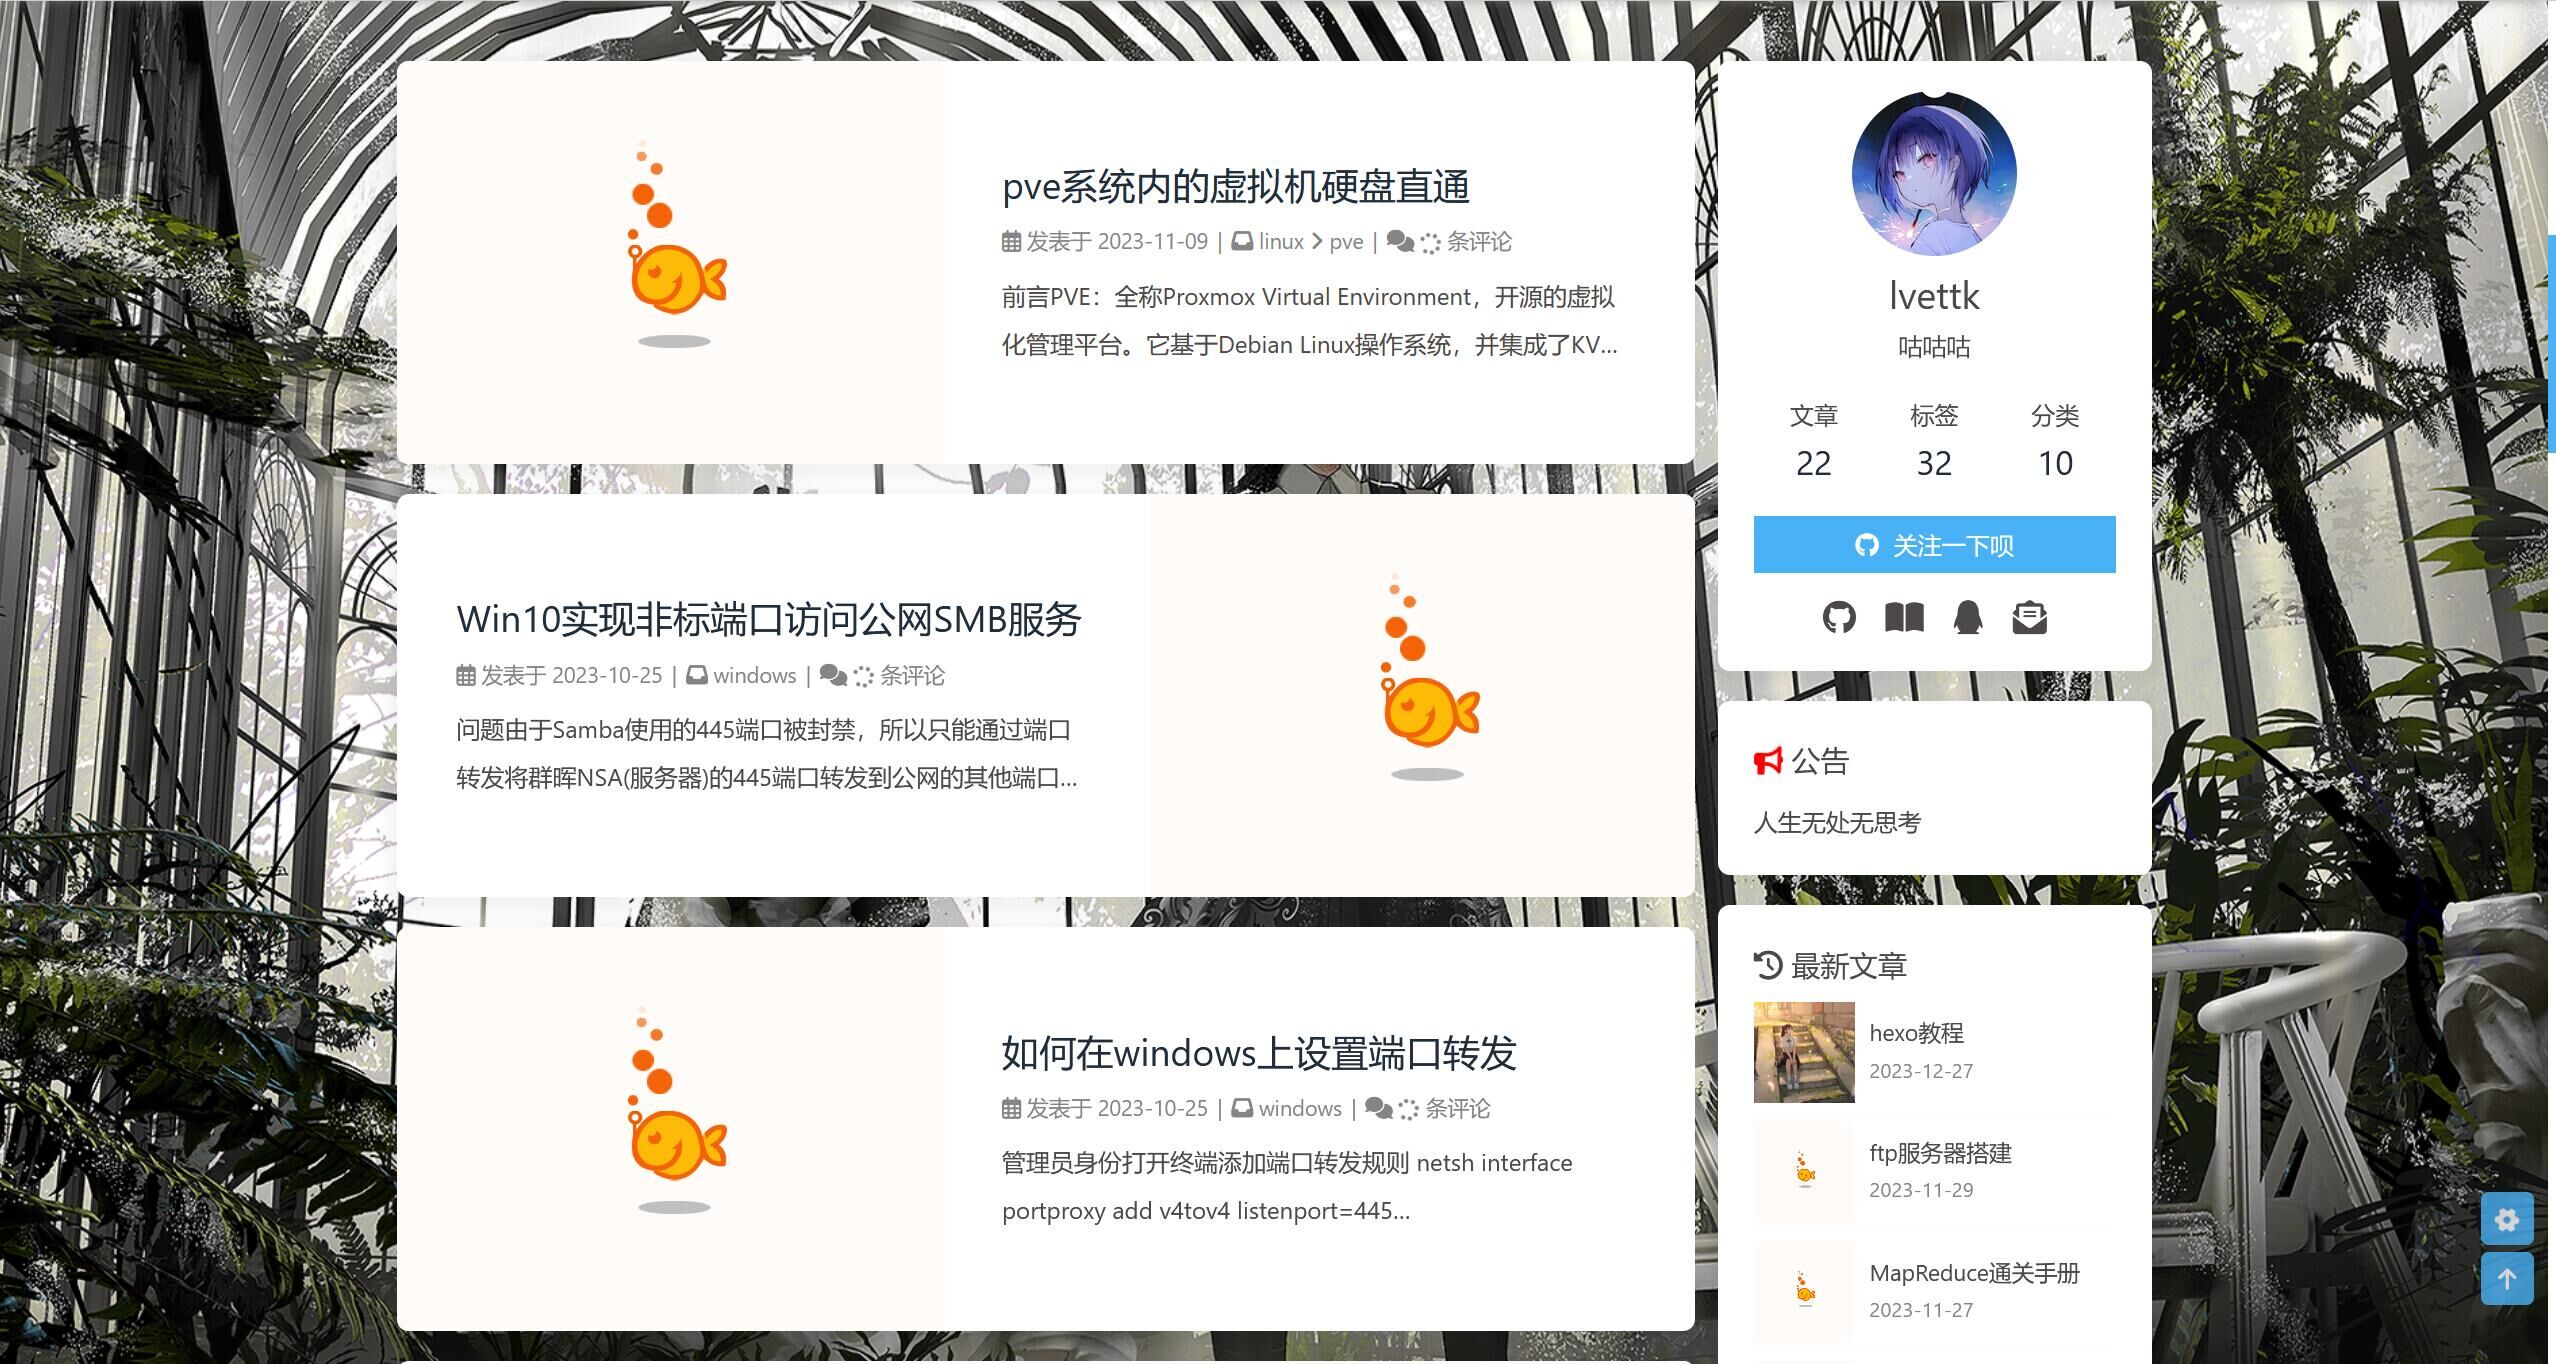 pve系统内的虚拟机硬盘直通
发表于 2023-11-09 | linux > pve | 条评论
前言PVE：全称Proxmox Virtual Environment，开源的虚拟
化管理平台。它基于Debian Linux操作系统，并集成了KV...
Win10实现非标端口访问公网SMB服务
发表于 2023-10-25 | windows | 条评论
问题由于Samba使用的445端口被封禁，所以只能通过端口
转发将群晖NSA(服务器)的445端口转发到公网的其他端口...
如何在windows上设置端口转发
发表于 2023-10-25 | windows | 条评论
管理员身份打开终端添加端口转发规则 netsh interface
portproxy add v4tov4 listenport=445...
lvettk
咕咕咕
文章 标签 分类
22 32 10
关注一下呗
公告
人生无处无思考
最新文章
hexo教程
2023-12-27
ftp服务器搭建
2023-11-29
MapReduce通关手册
2023-11-27